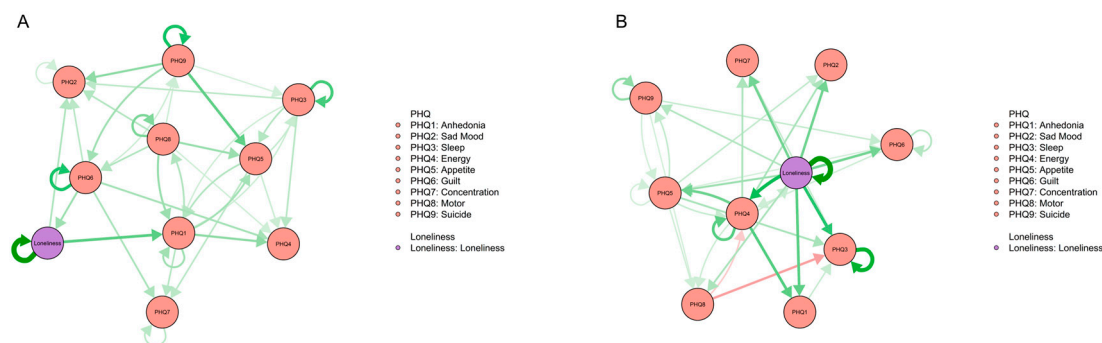 A
PHQ9
PHQ2
PHQ3
PHQ8
PHQ5
PHQ6
Loneliness
PHQ1
PHQ4
PHQ7
PHQ
PHQ1: Anhedonia
PHQ2: Sad Mood
PHQ3: Sleep
PHQ4: Energy
PHQ5: Appetite
PHQ6: Guilt
PHQ7: Concentration
PHQ8: Motor
PHQ9: Suicide
Loneliness
Loneliness: Loneliness
B
PHQ7
PHQ2
PHQ9
PHQ6
Loneliness
PHQ5
PHQ4
PHQ3
PHQ8
PHQ1
PHQ
PHQ1: Anhedonia
PHQ2: Sad Mood
PHQ3: Sleep
PHQ4: Energy
PHQ5: Appetite
PHQ6: Guilt
PHQ7: Concentration
PHQ8: Motor
PHQ9: Suicide
Loneliness
Loneliness: Loneliness